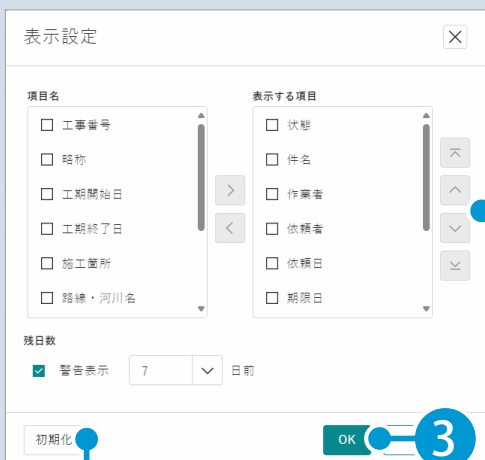 表示設定
項目名
工事番号
略称
工期開始日
工期終了日
施工箇所
路線・河川名
表示する項目
状態
件名
作業者
依頼者
依頼日
期限日
残日数
警告表示 7 日前
初期化
OK
3